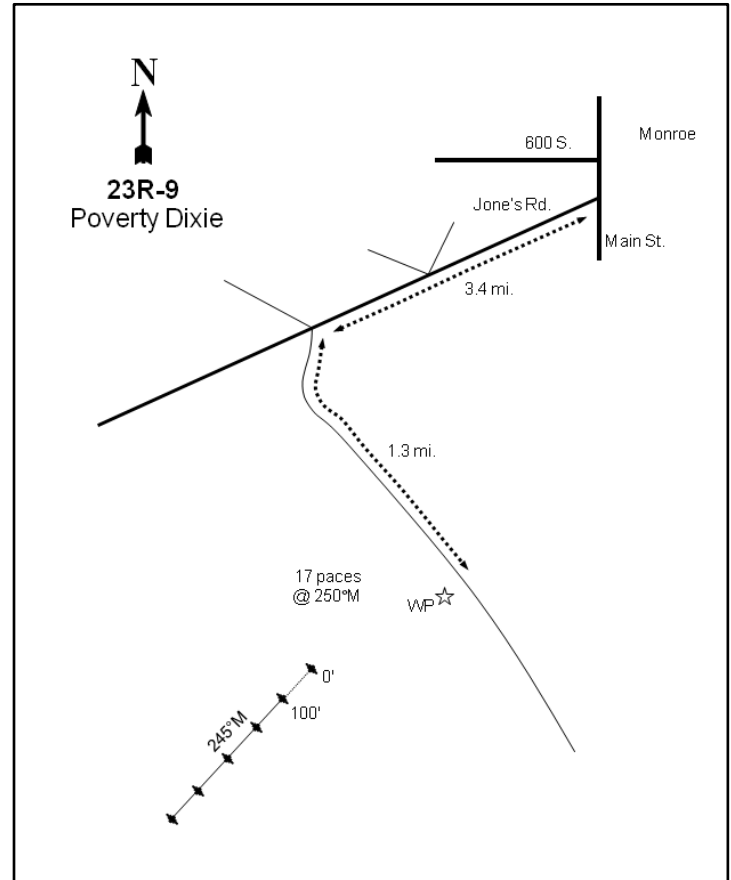 N
23R-9
Poverty Dixie
600 S.
Monroe
Jone's Rd.
Main St.
3.4 mi.
1.3 mi.
17 paces
@ 250°M
WP
0'
100'
245°M